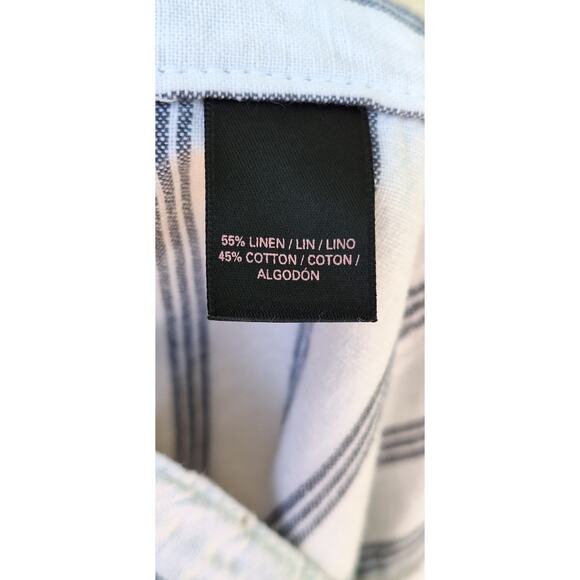 55% LINEN / LIN / LINO
45% COTTON / COTON /
ALGODÓN